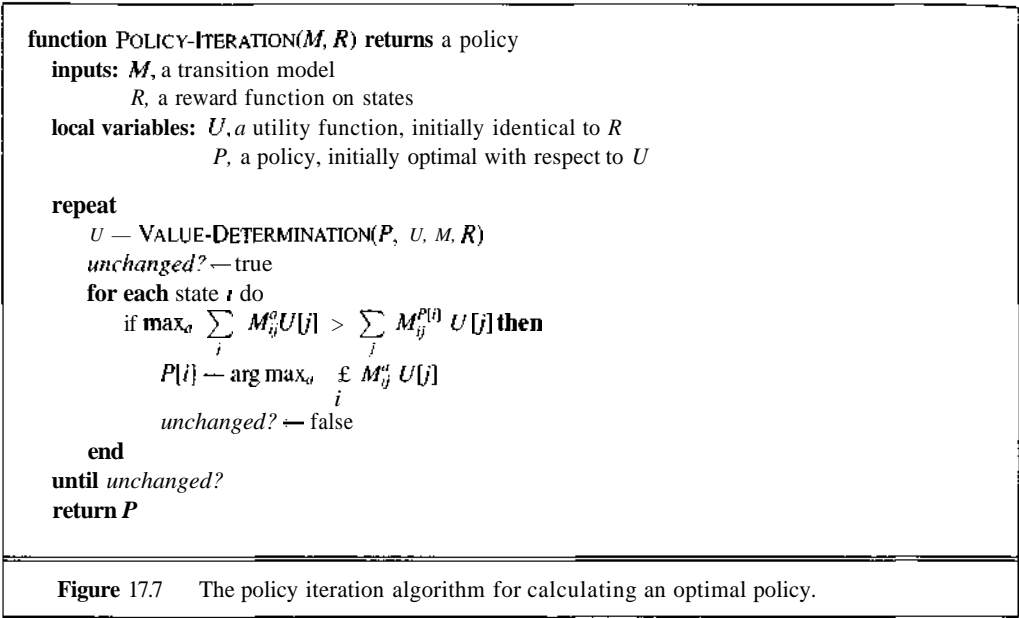 function POLICY-ITERATION(M, R) returns a policy
inputs: M, a transition model
R, a reward function on states
local variables: U, a utility function, initially identical to R
P, a policy, initially optimal with respect to U
repeat
U — VALUE-DETERMINATION(P, U, M, R)
unchanged? — true
for each state i do
if max_a ∑ M^a_ij U[j] > ∑ M^P[i]_ij U[j] then
j j
P[i] — arg max_a £ M^a_ij U[j]
i
unchanged? — false
end
until unchanged?
return P
Figure 17.7 The policy iteration algorithm for calculating an optimal policy.